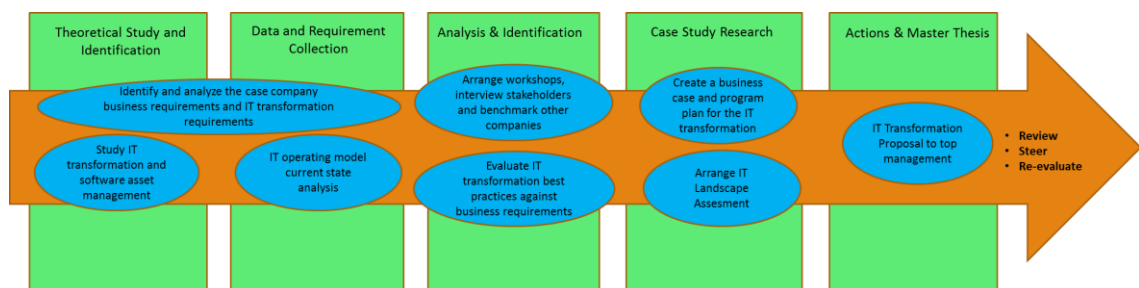 Theoretical Study and
Identification
Data and Requirement
Collection
Analysis & Identification
Case Study Research
Actions & Master Thesis
Identify and analyze the case company
business requirements and IT transformation
requirements
Arrange workshops,
interview stakeholders
and benchmark other
companies
Create a business
case and program
plan for the IT
transformation
Study IT
transformation and
software asset
management
IT operating model
current state
analysis
Evaluate IT
transformation best
practices against
business requirements
Arrange IT
Landscape
Assesment
IT Transformation
Proposal to top
management
• Review
• Steer
• Re-evaluate